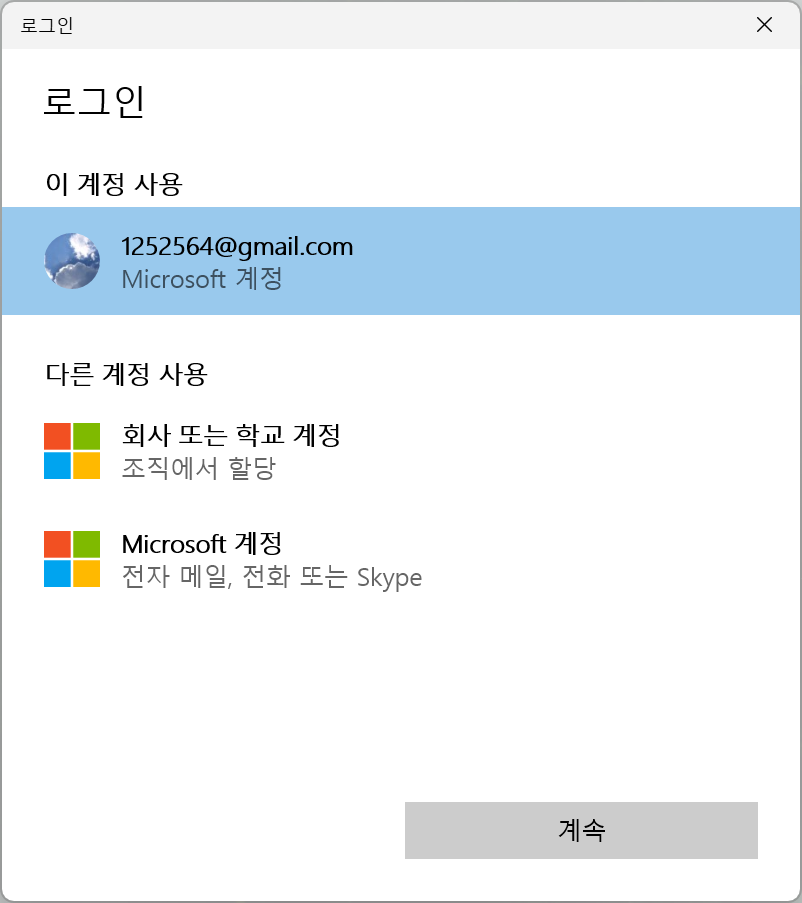 로그인
로그인
이 계정 사용
1252564@gmail.com
Microsoft 계정
다른 계정 사용
회사 또는 학교 계정
조직에서 할당
Microsoft 계정
전자 메일, 전화 또는 Skype
계속